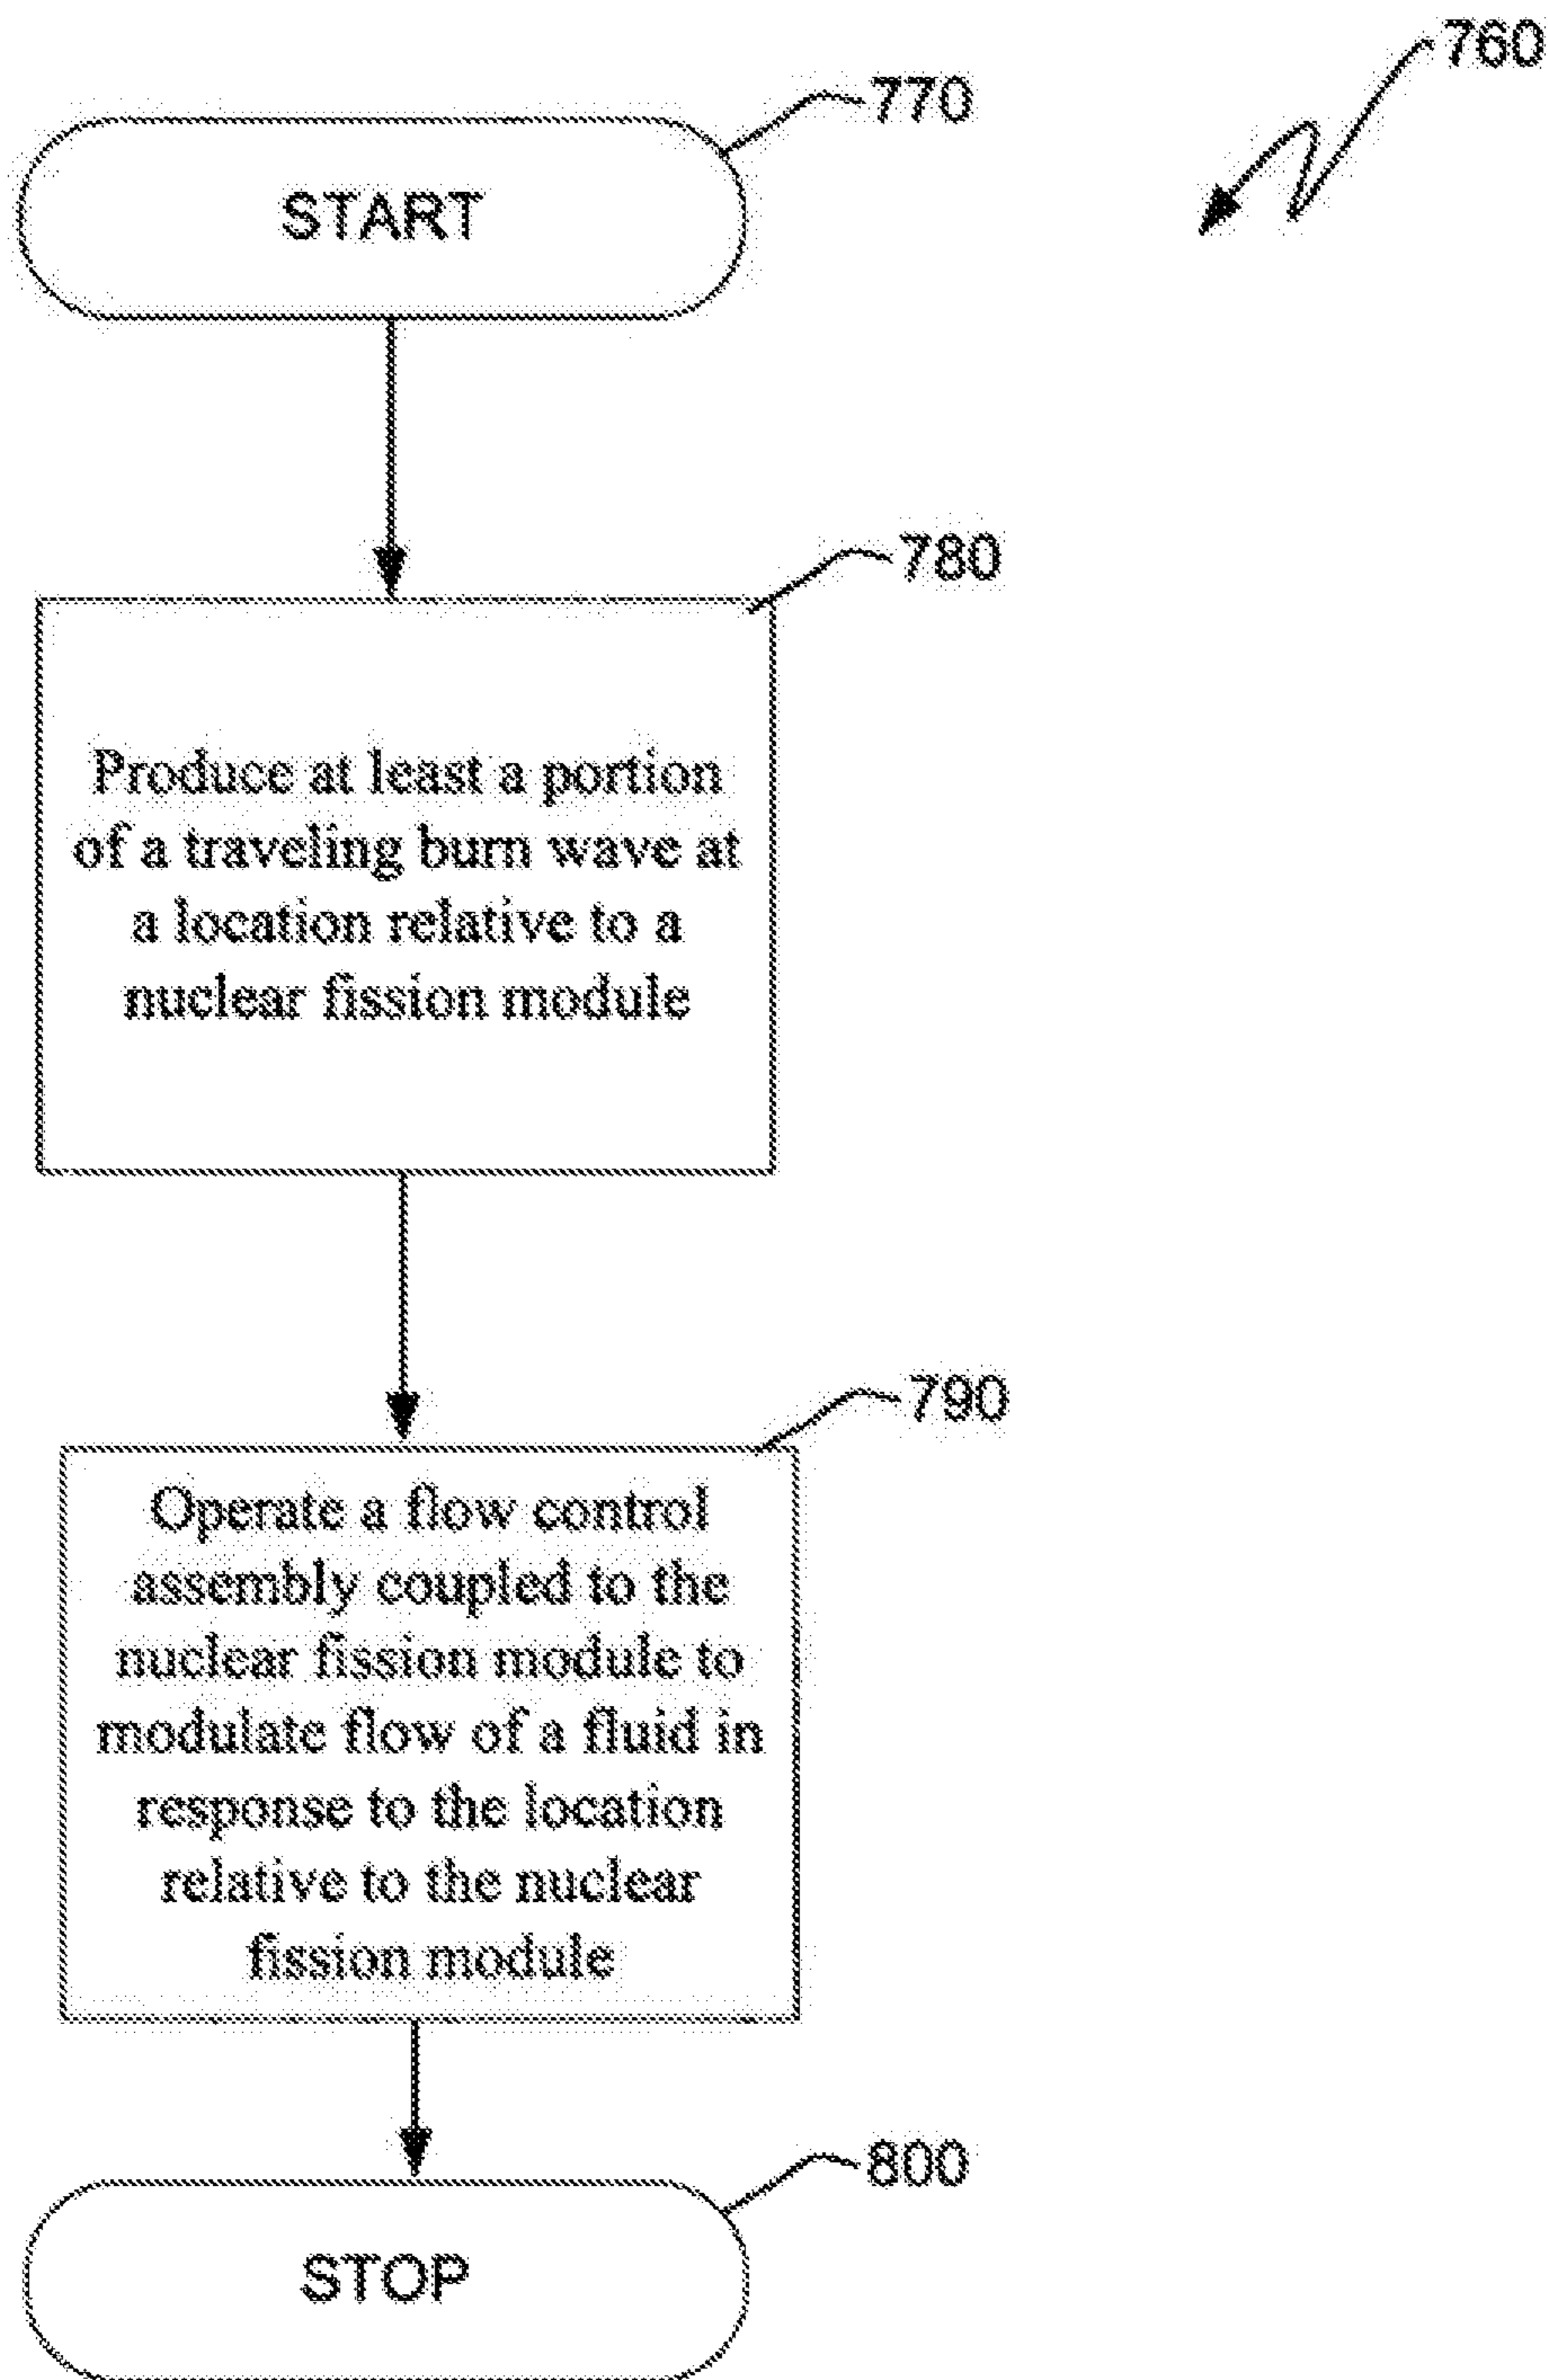 760
770
START
780
Produce at least a portion
of a traveling burn wave at
a location relative to a
nuclear fission module
790
Operate a flow control
assembly coupled to the
nuclear fission module to
modulate flow of a fluid in
response to the location
relative to the nuclear
fission module
800
STOP